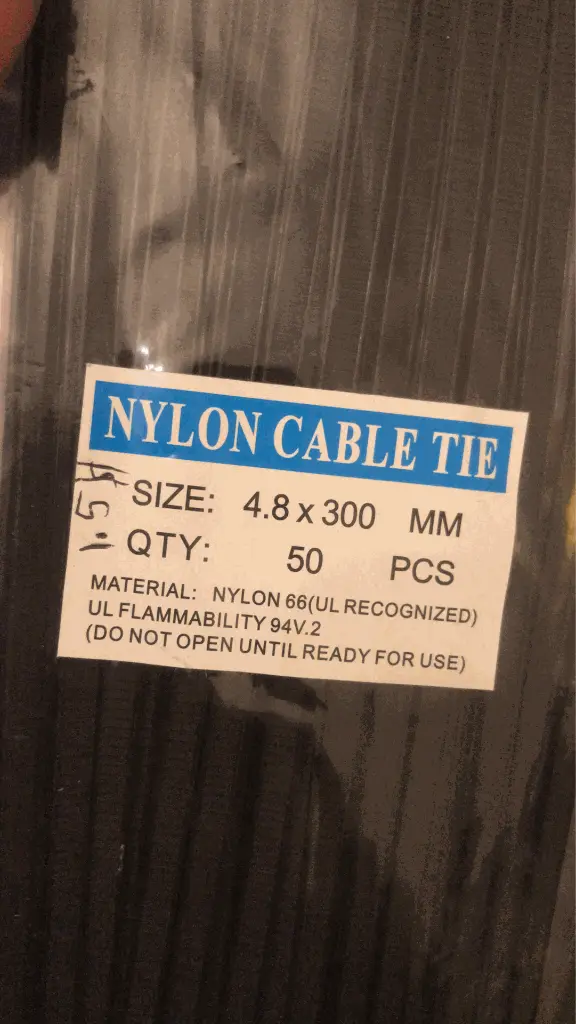 NYLON CABLE TIE
SIZE: 4.8 x 300 MM
QTY: 50 PCS
MATERIAL: NYLON 66(UL RECOGNIZED)
UL FLAMMABILITY 94V.2
(DO NOT OPEN UNTIL READY FOR USE)